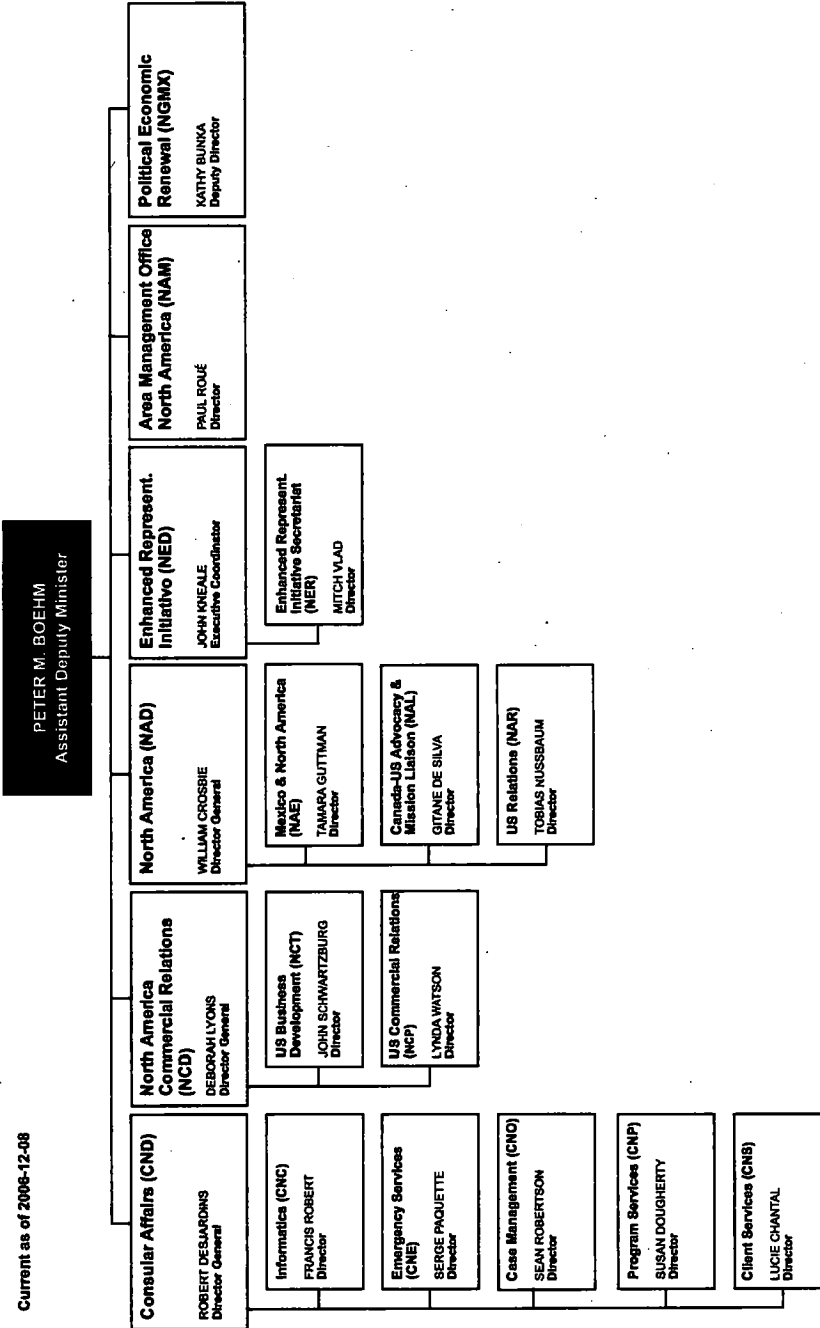 Current as of 2006-12-08
PETER M. BOEHM
Assistant Deputy Minister
Consular Affairs (CND)
ROBERT DESJARDINS
Director General
Informatics (CNC)
FRANCIS ROBERT
Director
Emergency Services
(CNE)
SERGE PAQUETTE
Director
Case Management (CNO)
SEAN ROBERTSON
Director
Program Services (CNP)
SUSAN DOUGHERTY
Director
Client Services (CNS)
LUCIE CHANTAL
Director
North America
Commercial Relations
(NCD)
DEBORAH LYONS
Director General
US Business
Development (NCT)
JOHN SCHWARTZBURG
Director
US Commercial Relations
(NCP)
LYNDA WATSON
Director
North America (NAD)
WILLIAM CROSBIE
Director General
Mexico & North America
(NAE)
TAMARA GUTTMAN
Director
Canada-US Advocacy &
Mission Liaison (NAL)
GITANE DE SILVA
Director
US Relations (NAR)
TOBIAS NUSSBAUM
Director
Enhanced Represent.
Initiativo (NED)
JOHN KNEALE
Executive Coordinator
Enhanced Represent.
Initiative Secretariat
(NER)
MITCH VLAD
Director
Area Management Office
North America (NAM)
PAUL ROUÉ
Director
Political Economic
Renewal (NGMX)
KATHY BUNKA
Deputy Director